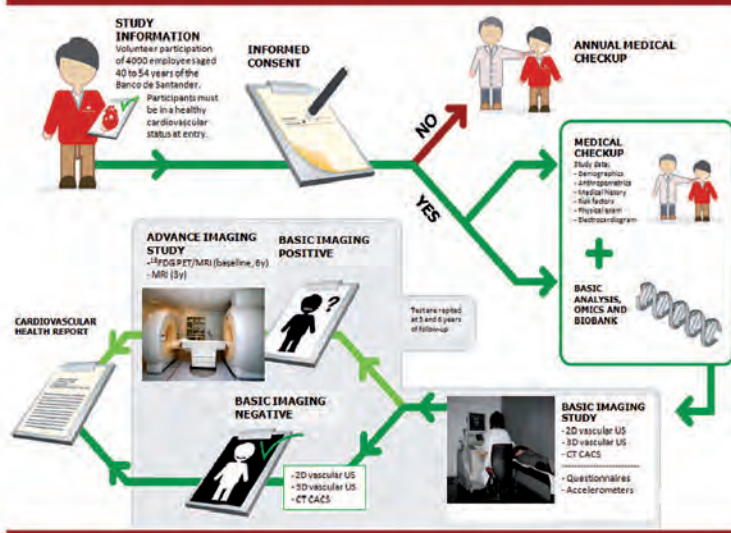 STUDY
INFORMATION
Volunteer participation
of 4000 employees aged
40 to 54 years of the
Banco de Santander.
Participants must
be in a healthy
cardiovascular
status at entry.
INFORMED
CONSENT
NO
YES
ANNUAL MEDICAL
CHECKUP
MEDICAL
CHECKUP
Study data:
- Demographics
- Anthropometrics
- Medical history
- Risk factors
- Physical exam
- Electrocardiogram
+
BASIC
ANALYSIS,
OMICS AND
BIOBANK
BASIC IMAGING
STUDY
- 2D vascular US
- 3D vascular US
- CT CACS
- Questionnaires
- Accelerometers
Test are repited
at 3 and 6 years
of follow-up
BASIC IMAGING
POSITIVE
?
ADVANCE IMAGING
STUDY
- ¹⁸FDG PET/MRI (baseline, 6y)
- MRI (3y)
BASIC IMAGING
NEGATIVE
- 2D vascular US
- 3D vascular US
- CT CACS
CARDIOVASCULAR
HEALTH REPORT